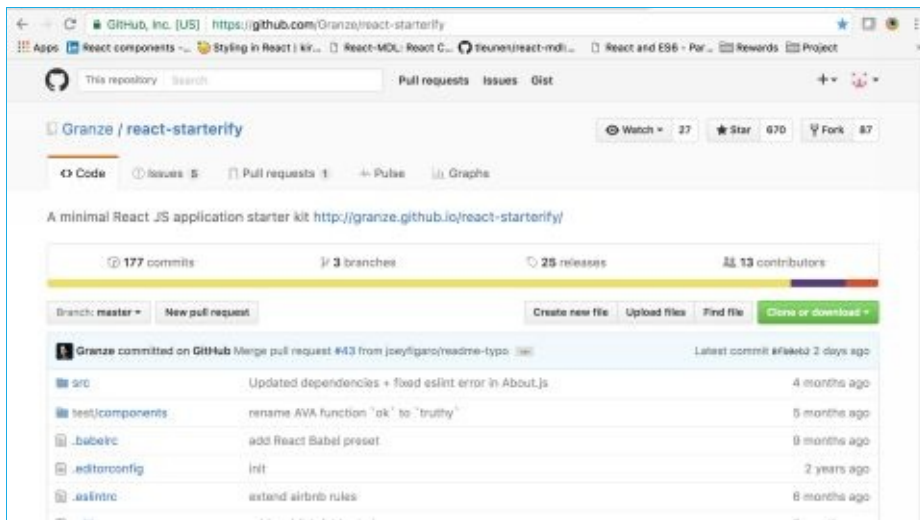 GitHub, Inc. [US] https://github.com/Granze/react-starterify
Apps React components -... Styling in React | kir... React-MDL: React C... tleunen/react-mdl... React and ES6 - Par... Rewards Project
This repository Search Pull requests Issues Gist
Granze / react-starterify Watch 27 Star 670 Fork 87
Code Issues 5 Pull requests 1 Pulse Graphs
A minimal React JS application starter kit http://granze.github.io/react-starterify/
177 commits 3 branches 25 releases 13 contributors
Branch: master New pull request Create new file Upload files Find file Clone or download
Granze committed on GitHub Merge pull request #43 from joeyfigaro/readme-typo ... Latest commit 2 days ago
src Updated dependencies + fixed eslint error in About.js 4 months ago
test/components rename AVA function `ok` to `truthy` 5 months ago
.babelrc add React Babel preset 9 months ago
.editorconfig init 2 years ago
.eslintrc extend airbnb rules 6 months ago